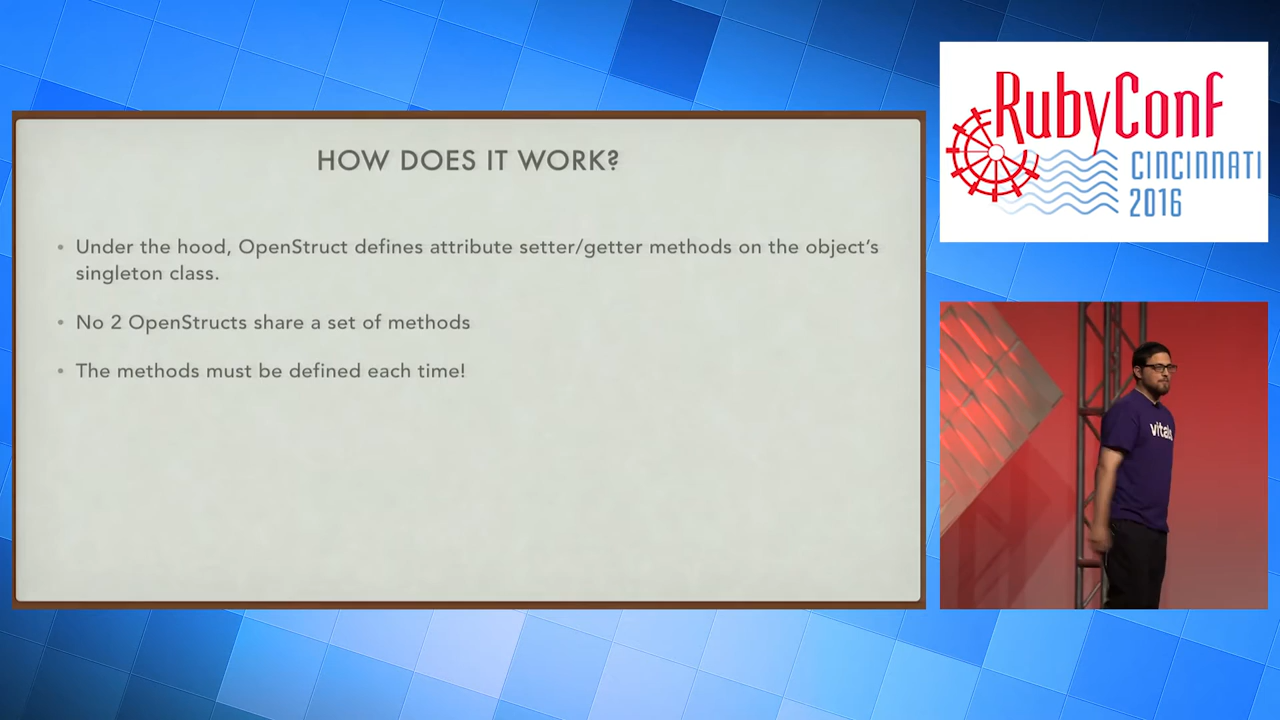 HOW DOES IT WORK?
• Under the hood, OpenStruct defines attribute setter/getter methods on the object's
singleton class.
• No 2 OpenStructs share a set of methods
• The methods must be defined each time!
RubyConf
CINCINNATI
2016
vitals